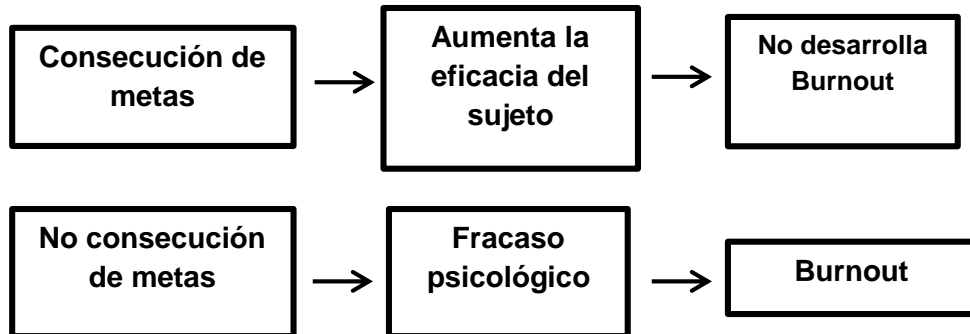 Consecución de
metas
Aumenta la
eficacia del
sujeto
No desarrolla
Burnout
No consecución
de metas
Fracaso
psicológico
Burnout